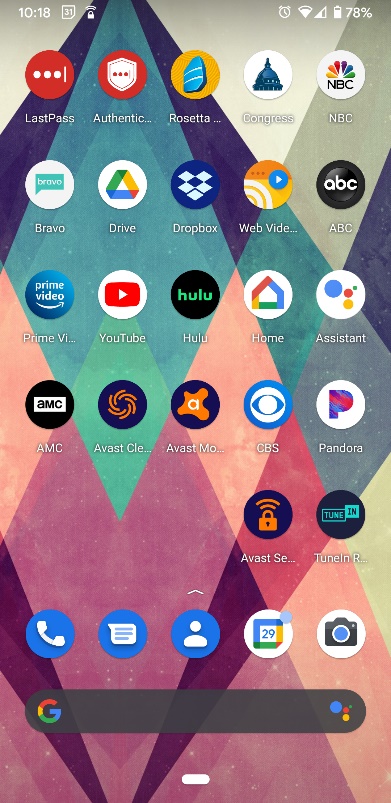 10:18 31 78%
LastPass Authentic... Rosetta ... Congress NBC
NBC
bravo abc
Bravo Drive Dropbox Web Vide... ABC
prime video hulu
Prime Vi... YouTube Hulu Home Assistant
aMC a P
AMC Avast Cle... Avast Mo... CBS Pandora
TUNE IN
Avast Se... TuneIn R...
29
G